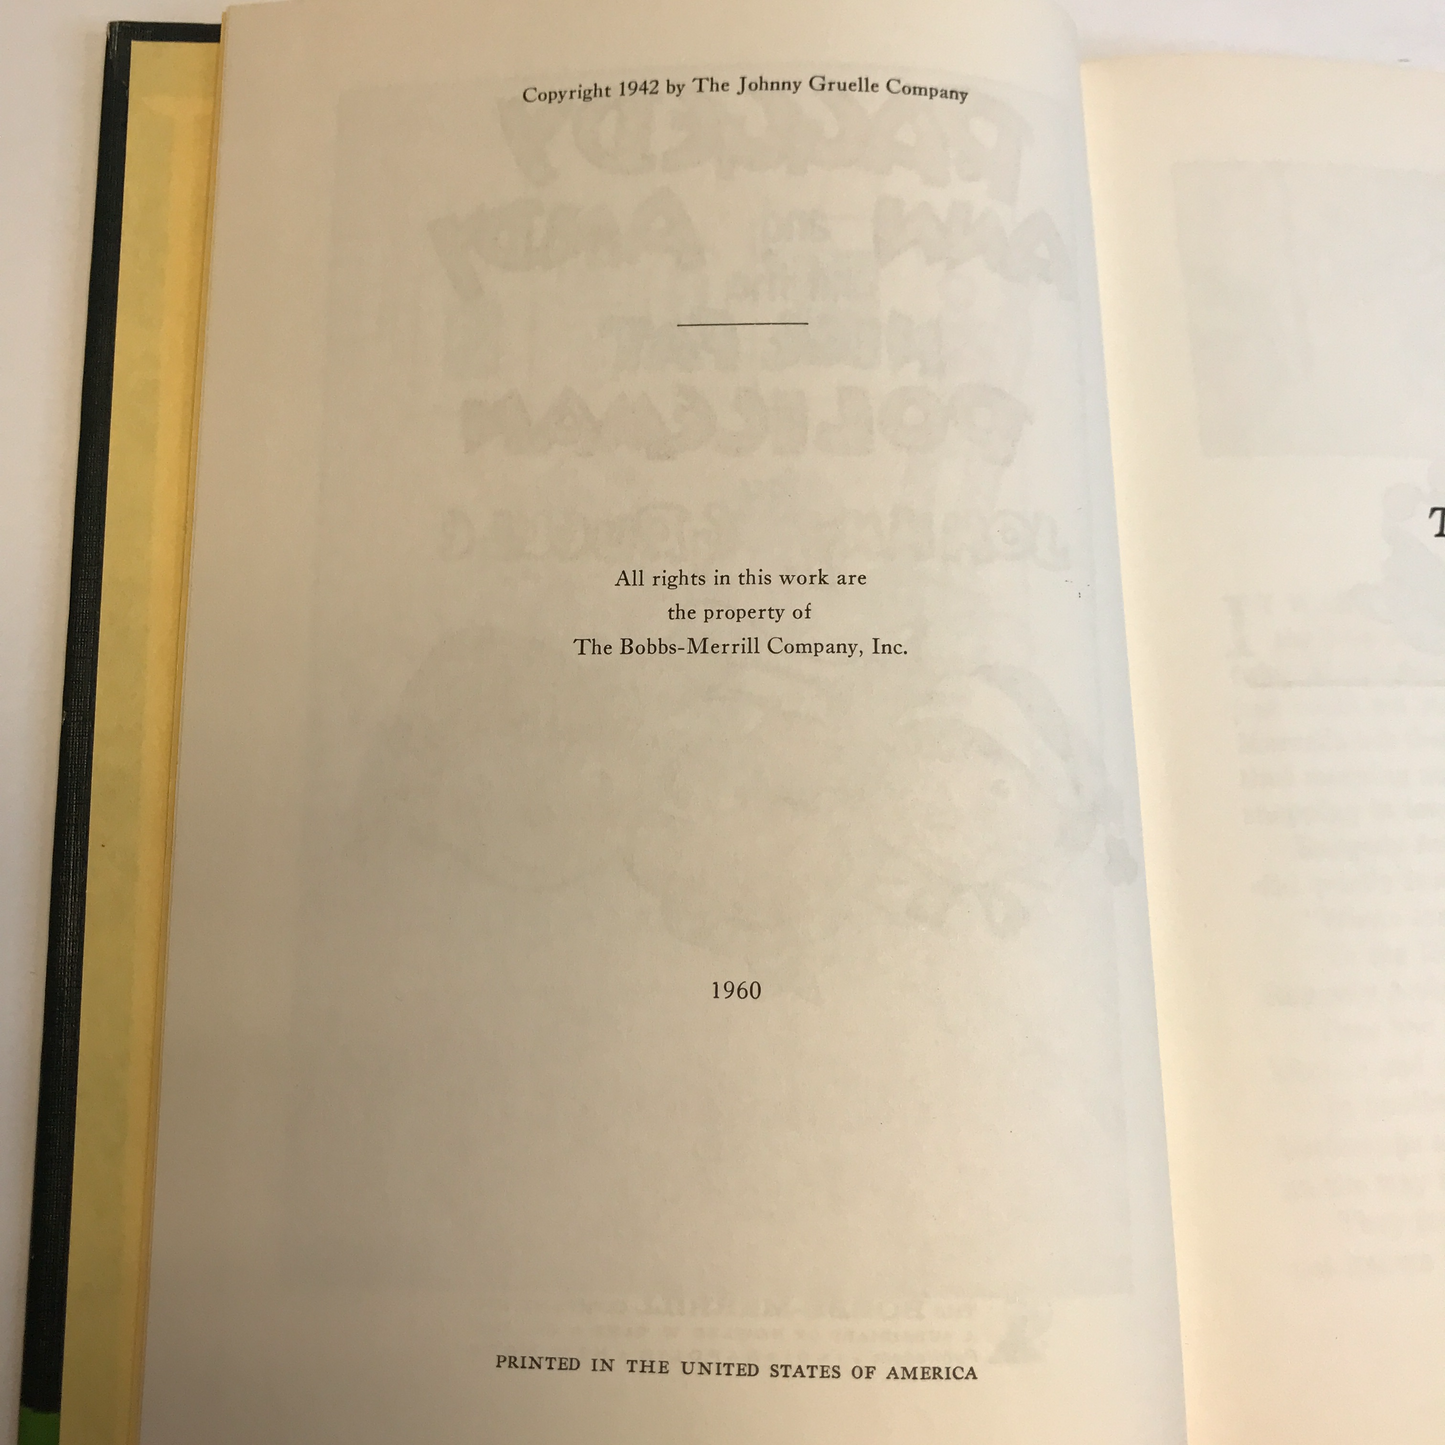 Copyright 1942 by The Johnny Gruelle Company
All rights in this work are
the property of
The Bobbs-Merrill Company, Inc.
1960
PRINTED IN THE UNITED STATES OF AMERICA